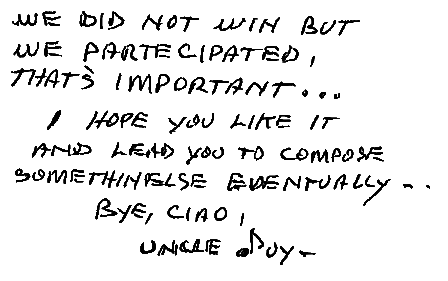 WE DID NOT WIN BUT
WE PARTECIPATED,
THAT'S IMPORTANT...
I HOPE YOU LIKE IT
AND LEAD YOU TO COMPOSE
SOMETHINELSE EVENTUALLY...
BYE, CIAO,
UNCLE